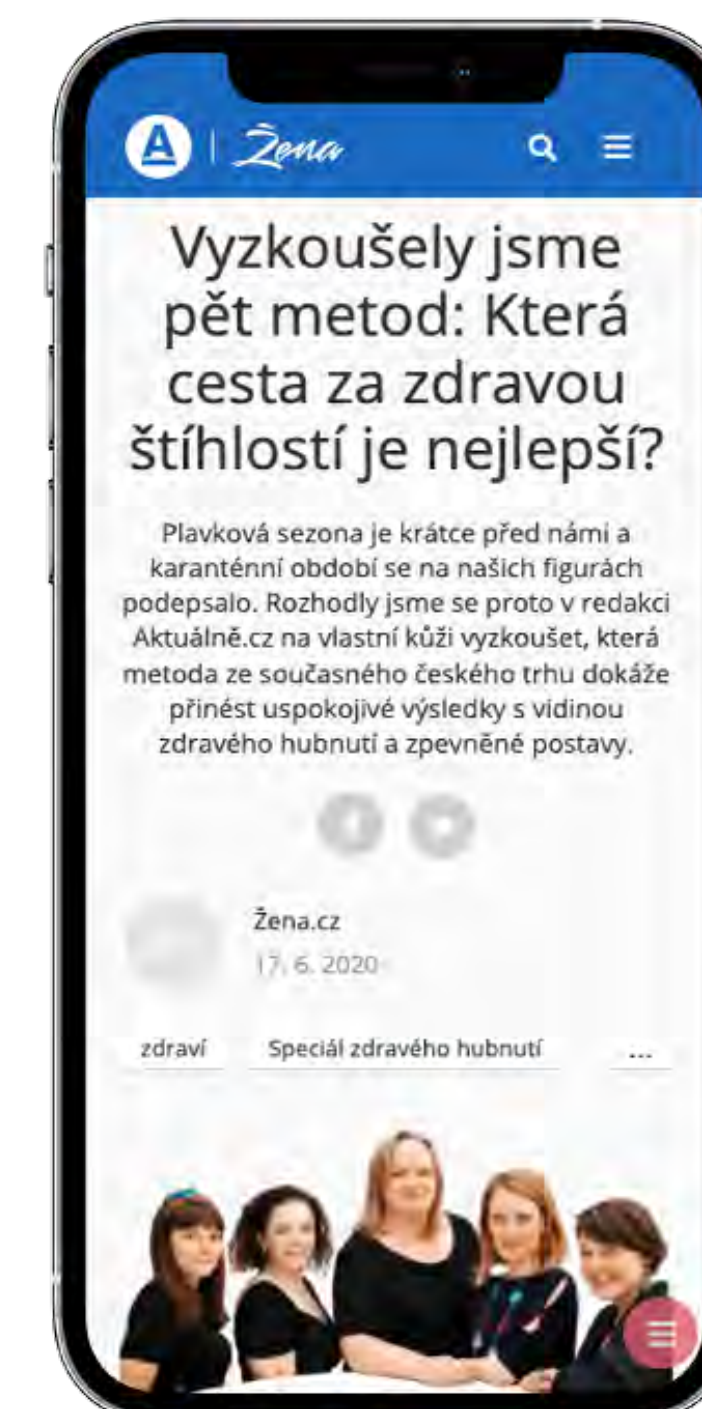 A | Žena
Vyzkoušely jsme
pět metod: Která
cesta za zdravou
štíhlostí je nejlepší?
Plavková sezona je krátce před námi a
karanténní období se na našich figurách
podepsalo. Rozhodly jsme se proto v redakci
Aktuálně.cz na vlastní kůži vyzkoušet, která
metoda ze současného českého trhu dokáže
přinést uspokojivé výsledky s vidinou
zdravého hubnutí a zpevněné postavy.
Žena.cz
17. 6. 2020
zdraví Speciál zdravého hubnutí ...